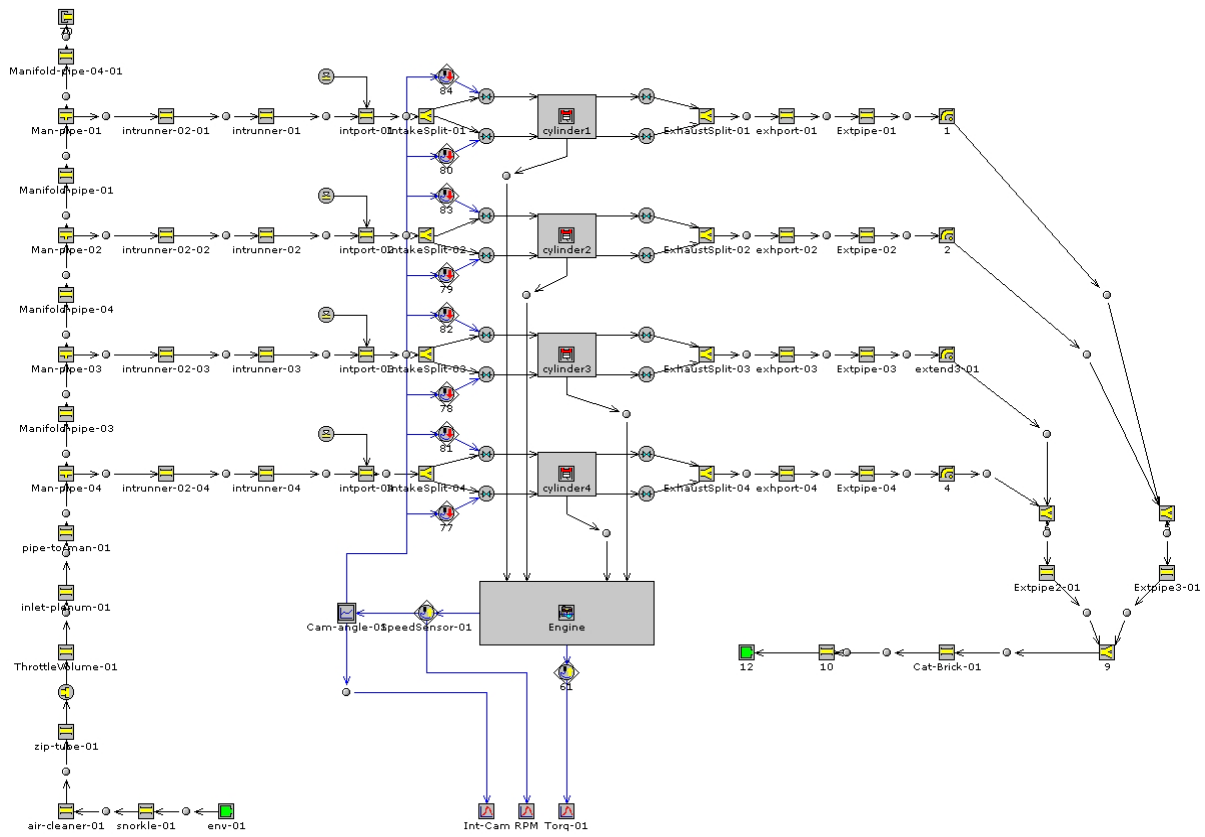 Manifold-pipe-04-01
84
Man-pipe-01 intrunner-02-01 intrunner-01 intport-01 IntakeSplit-01 cylinder1 ExhaustSplit-01 exhport-01 Extpipe-01 1
80
Manifold-pipe-01
83
Man-pipe-02 intrunner-02-02 intrunner-02 intport-02 IntakeSplit-02 cylinder2 ExhaustSplit-02 exhport-02 Extpipe-02 2
79
Manifold-pipe-04
82
Man-pipe-03 intrunner-02-03 intrunner-03 intport-03 IntakeSplit-03 cylinder3 ExhaustSplit-03 exhport-03 Extpipe-03 extend3-01
78
Manifold-pipe-03
81
Man-pipe-04 intrunner-02-04 intrunner-04 intport-04 IntakeSplit-04 cylinder4 ExhaustSplit-04 exhport-04 Extpipe-04 4
77
pipe-to-man-01
Extpipe2-01 Extpipe3-01
inlet-plenum-01
Cam-angle-01 SpeedSensor-01 Engine
ThrottleVolume-01 12 10 Cat-Brick-01 9
61
zip-tube-01
air-cleaner-01 snorkle-01 env-01 Int-Cam RPM Torq-01